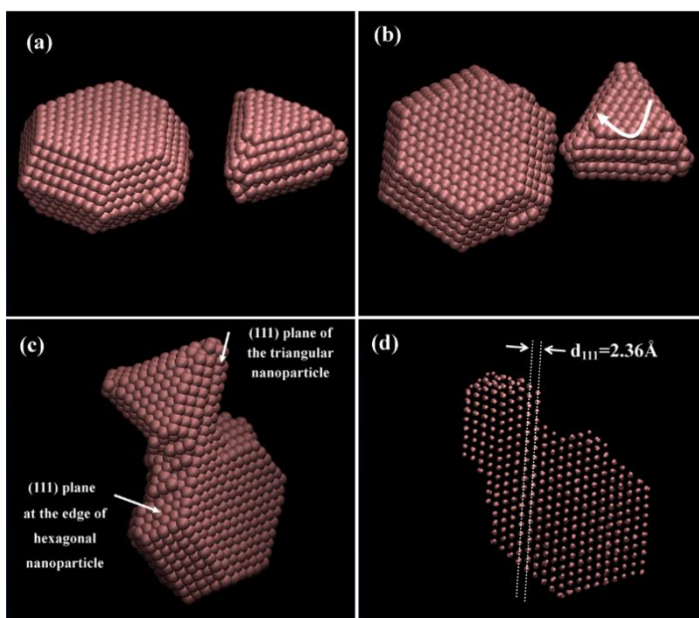 (a)
(b)
(c)
(111) plane of
the triangular
nanoparticle
(111) plane
at the edge of
hexagonal
nanoparticle
(d)
d₁₁₁=2.36Å